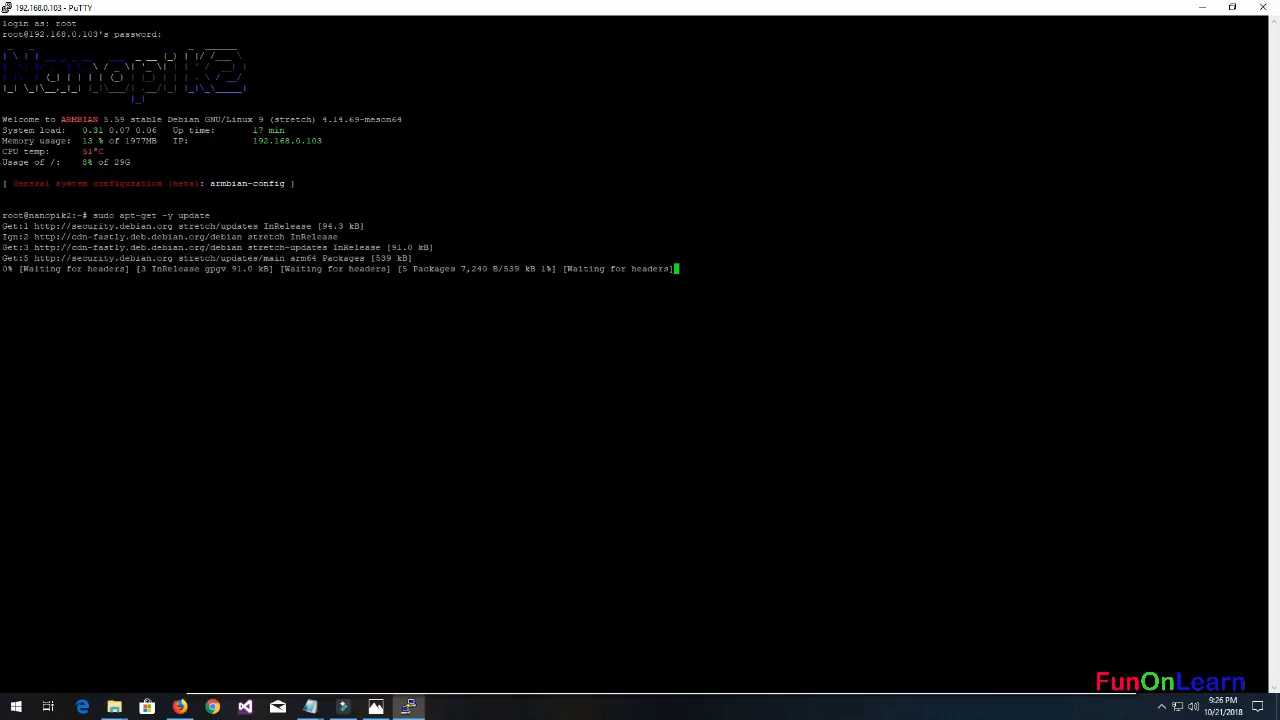 192.168.0.103 - PuTTY
login as: root
root@192.168.0.103's password:
Welcome to ARMBIAN 5.59 stable Debian GNU/Linux 9 (stretch) 4.14.69-meson64
System load: 0.31 0.07 0.06 Up time: 17 min
Memory usage: 13 % of 1977MB IP: 192.168.0.103
CPU temp: 51°C
Usage of /: 8% of 29G
[ General system configuration (beta): armbian-config ]
root@nanopik2:~# sudo apt-get -y update
Get:1 http://security.debian.org stretch/updates InRelease [94.3 kB]
Ign:2 http://cdn-fastly.deb.debian.org/debian stretch InRelease
Get:3 http://cdn-fastly.deb.debian.org/debian stretch-updates InRelease [91.0 kB]
Get:5 http://security.debian.org stretch/updates/main arm64 Packages [539 kB]
0% [Waiting for headers] [3 InRelease gpgv 91.0 kB] [Waiting for headers] [5 Packages 7,240 B/539 kB 1%] [Waiting for headers]
FunOnLearn
9:26 PM
10/21/2018